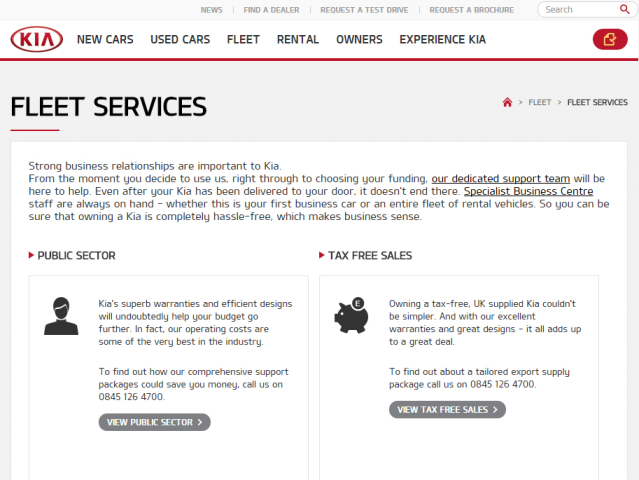 NEWS | FIND A DEALER | REQUEST A TEST DRIVE | REQUEST A BROCHURE Search
KIA NEW CARS USED CARS FLEET RENTAL OWNERS EXPERIENCE KIA
FLEET SERVICES
> FLEET > FLEET SERVICES
Strong business relationships are important to Kia.
From the moment you decide to use us, right through to choosing your funding, our dedicated support team will be
here to help. Even after your Kia has been delivered to your door, it doesn't end there. Specialist Business Centre
staff are always on hand - whether this is your first business car or an entire fleet of rental vehicles. So you can be
sure that owning a Kia is completely hassle-free, which makes business sense.
PUBLIC SECTOR
Kia's superb warranties and efficient designs
will undoubtedly help your budget go
further. In fact, our operating costs are
some of the very best in the industry.
To find out how our comprehensive support
packages could save you money, call us on
0845 126 4700.
VIEW PUBLIC SECTOR >
TAX FREE SALES
£
Owning a tax-free, UK supplied Kia couldn't
be simpler. And with our excellent
warranties and great designs - it all adds up
to a great deal.
To find out about a tailored export supply
package call us on 0845 126 4700.
VIEW TAX FREE SALES >